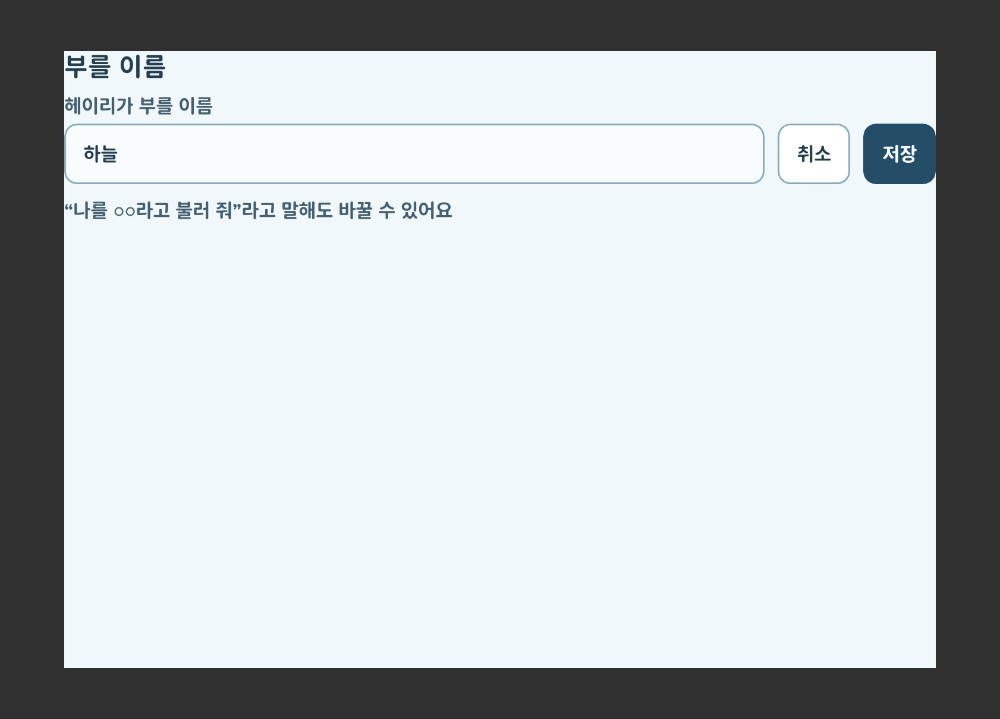 부를 이름
헤이리가 부를 이름
하늘 취소 저장
“나를 ○○라고 불러 줘”라고 말해도 바꿀 수 있어요